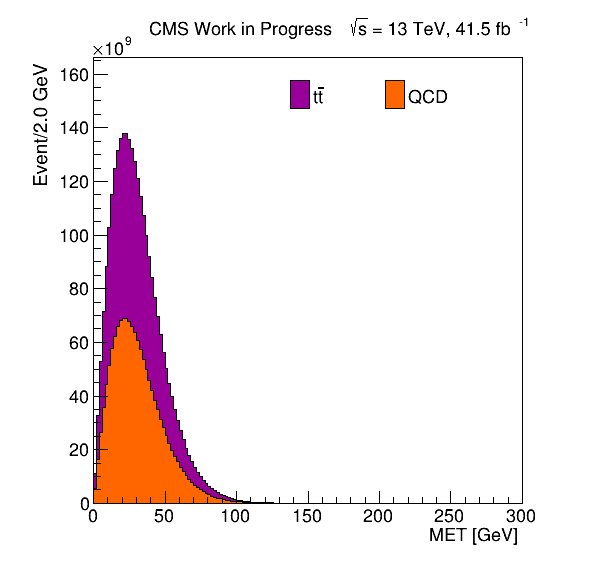 CMS Work in Progress √s = 13 TeV, 41.5 fb⁻¹
×10⁹
Event/2.0 GeV
160
140
120
100
80
60
40
20
0
tt̄
QCD
0 50 100 150 200 250 300
MET [GeV]